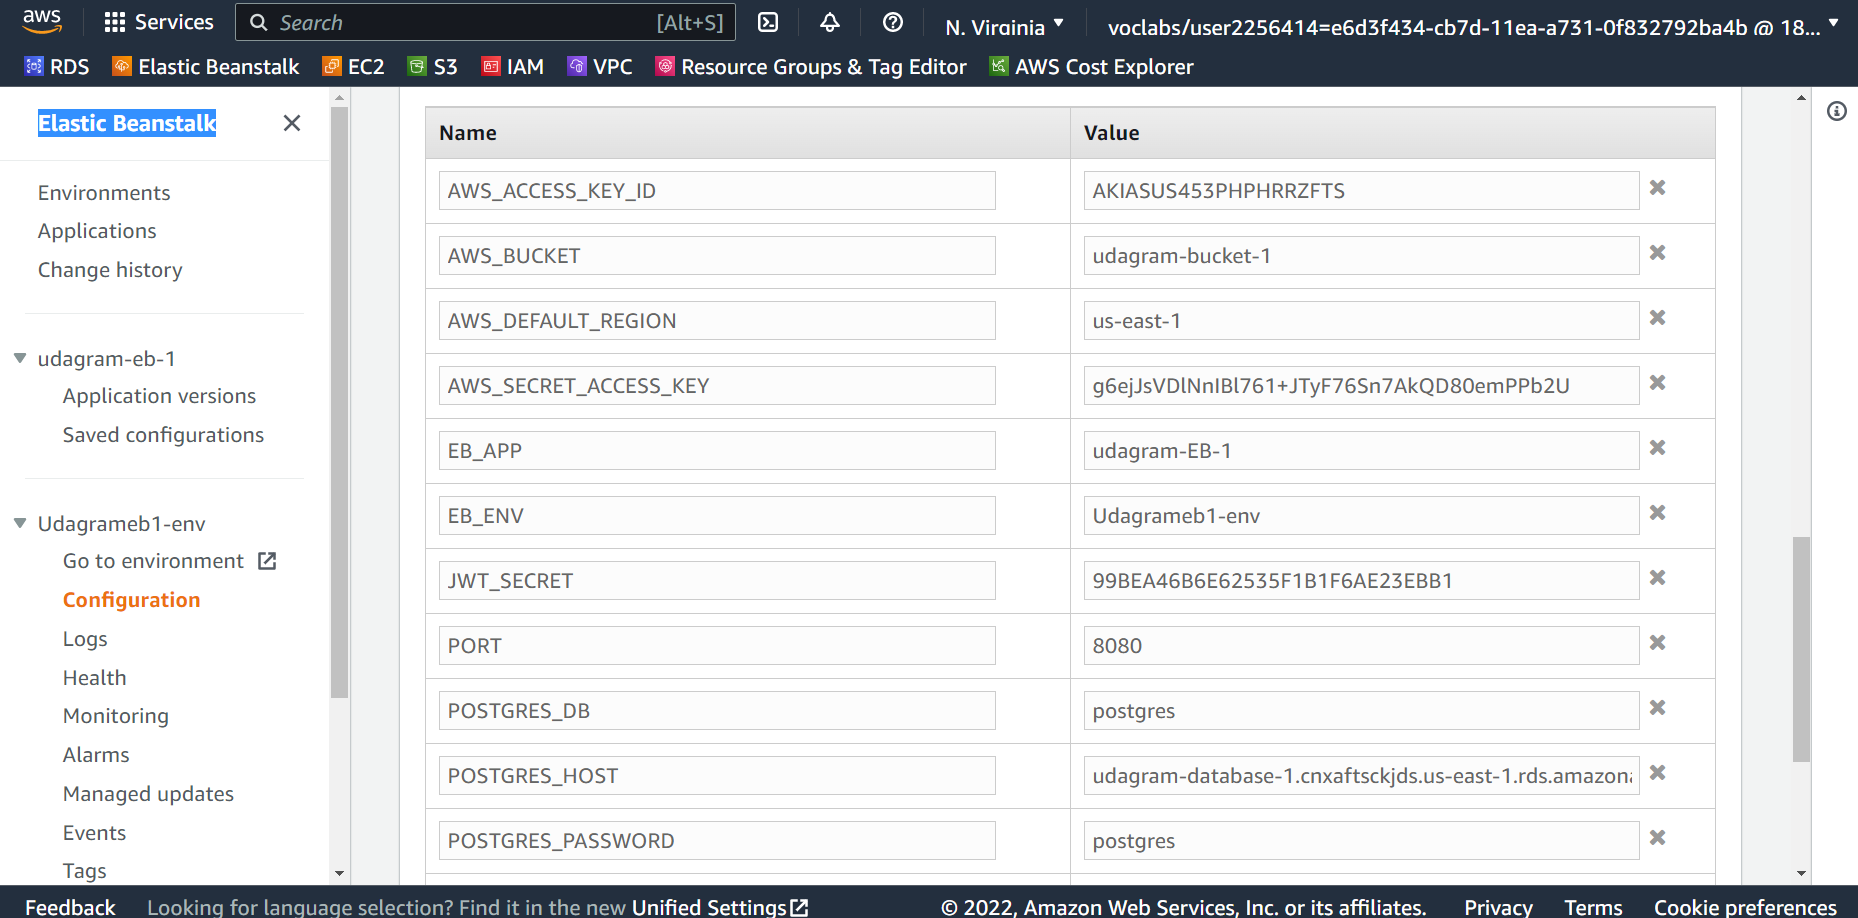 aws Services Search [Alt+S] N. Virginia voclabs/user2256414=e6d3f434-cb7d-11ea-a731-0f832792ba4b @ 18...
RDS Elastic Beanstalk EC2 S3 IAM VPC Resource Groups & Tag Editor AWS Cost Explorer
Elastic Beanstalk
Environments
Applications
Change history
udagram-eb-1
Application versions
Saved configurations
Udagrameb1-env
Go to environment
Configuration
Logs
Health
Monitoring
Alarms
Managed updates
Events
Tags
Name Value
AWS_ACCESS_KEY_ID AKIASUS453PHPHRRZFTS
AWS_BUCKET udagram-bucket-1
AWS_DEFAULT_REGION us-east-1
AWS_SECRET_ACCESS_KEY g6ejJsVDlNnIBl761+JTyF76Sn7AkQD80emPPb2U
EB_APP udagram-EB-1
EB_ENV Udagrameb1-env
JWT_SECRET 99BEA46B6E62535F1B1F6AE23EBB1
PORT 8080
POSTGRES_DB postgres
POSTGRES_HOST udagram-database-1.cnxaftsckjds.us-east-1.rds.amazona
POSTGRES_PASSWORD postgres
Feedback Looking for language selection? Find it in the new Unified Settings © 2022, Amazon Web Services, Inc. or its affiliates. Privacy Terms Cookie preferences